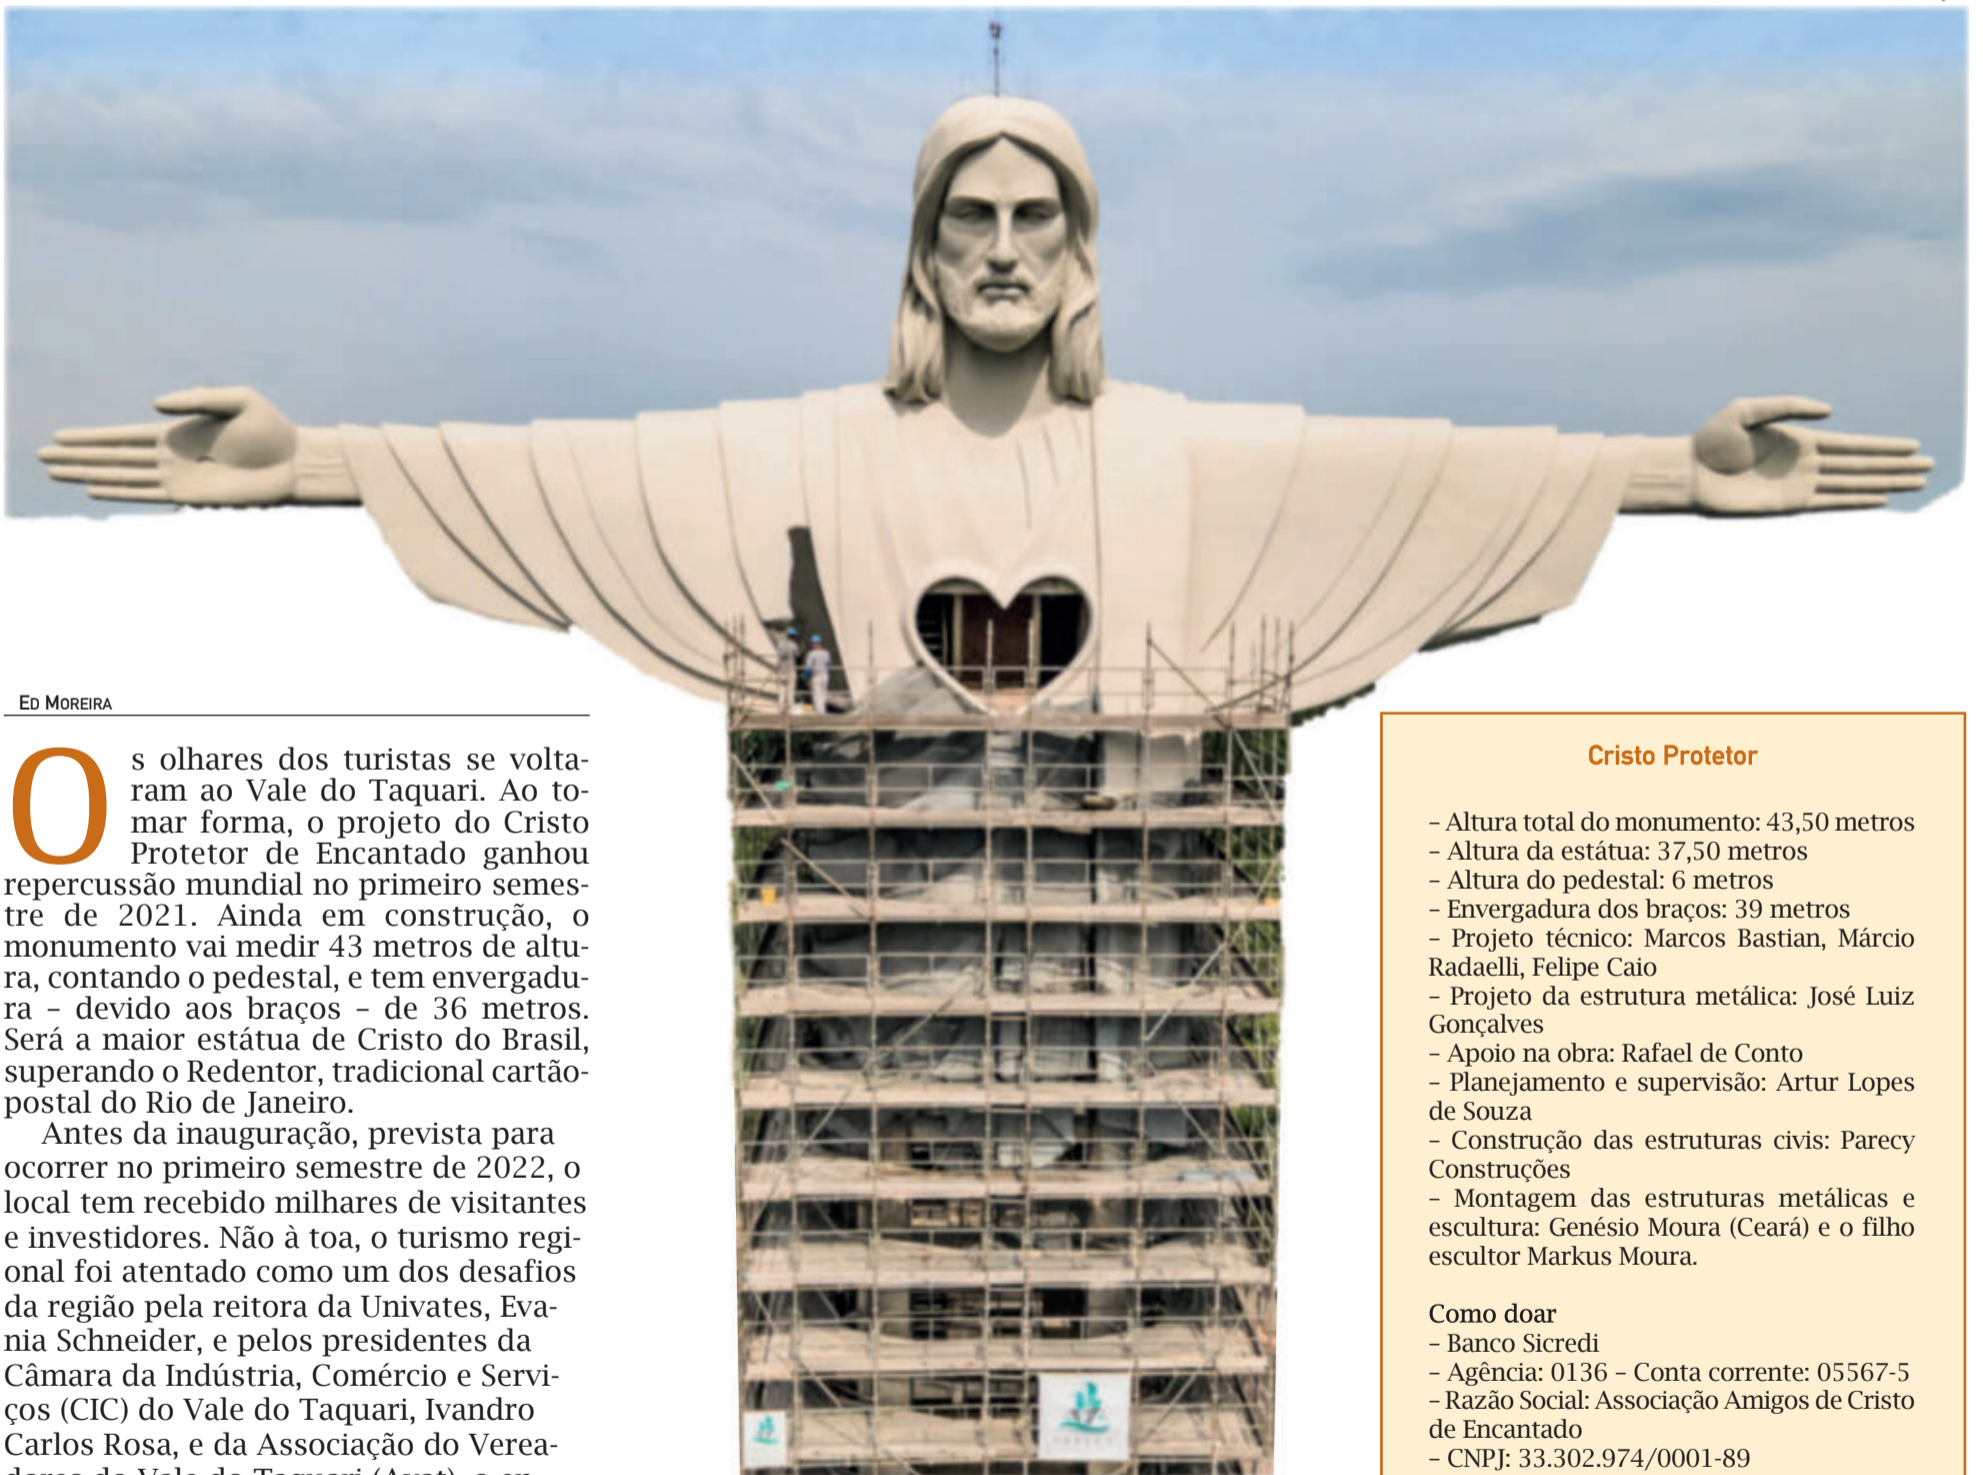 ED MOREIRA
Os olhares dos turistas se volta-
ram ao Vale do Taquari. Ao to-
mar forma, o projeto do Cristo
Protetor de Encantado ganhou
repercussão mundial no primeiro semes-
tre de 2021. Ainda em construção, o
monumento vai medir 43 metros de altu-
ra, contando o pedestal, e tem envergadu-
ra – devido aos braços – de 36 metros.
Será a maior estátua de Cristo do Brasil,
superando o Redentor, tradicional cartão-
postal do Rio de Janeiro.
Antes da inauguração, prevista para
ocorrer no primeiro semestre de 2022, o
local tem recebido milhares de visitantes
e investidores. Não à toa, o turismo regi-
onal foi atentado como um dos desafios
da região pela reitora da Univates, Eva-
nia Schneider, e pelos presidentes da
Câmara da Indústria, Comércio e Servi-
ços (CIC) do Vale do Taquari, Ivandro
Carlos Rosa, e da Associação do Verea-
Cristo Protetor
– Altura total do monumento: 43,50 metros
– Altura da estátua: 37,50 metros
– Altura do pedestal: 6 metros
– Envergadura dos braços: 39 metros
– Projeto técnico: Marcos Bastian, Márcio
Radaelli, Felipe Caio
– Projeto da estrutura metálica: José Luiz
Gonçalves
– Apoio na obra: Rafael de Conto
– Planejamento e supervisão: Artur Lopes
de Souza
– Construção das estruturas civis: Parecy
Construções
– Montagem das estruturas metálicas e
escultura: Genésio Moura (Ceará) e o filho
escultor Markus Moura.
Como doar
– Banco Sicredi
– Agência: 0136 – Conta corrente: 05567-5
– Razão Social: Associação Amigos de Cristo
de Encantado
– CNPJ: 33.302.974/0001-89